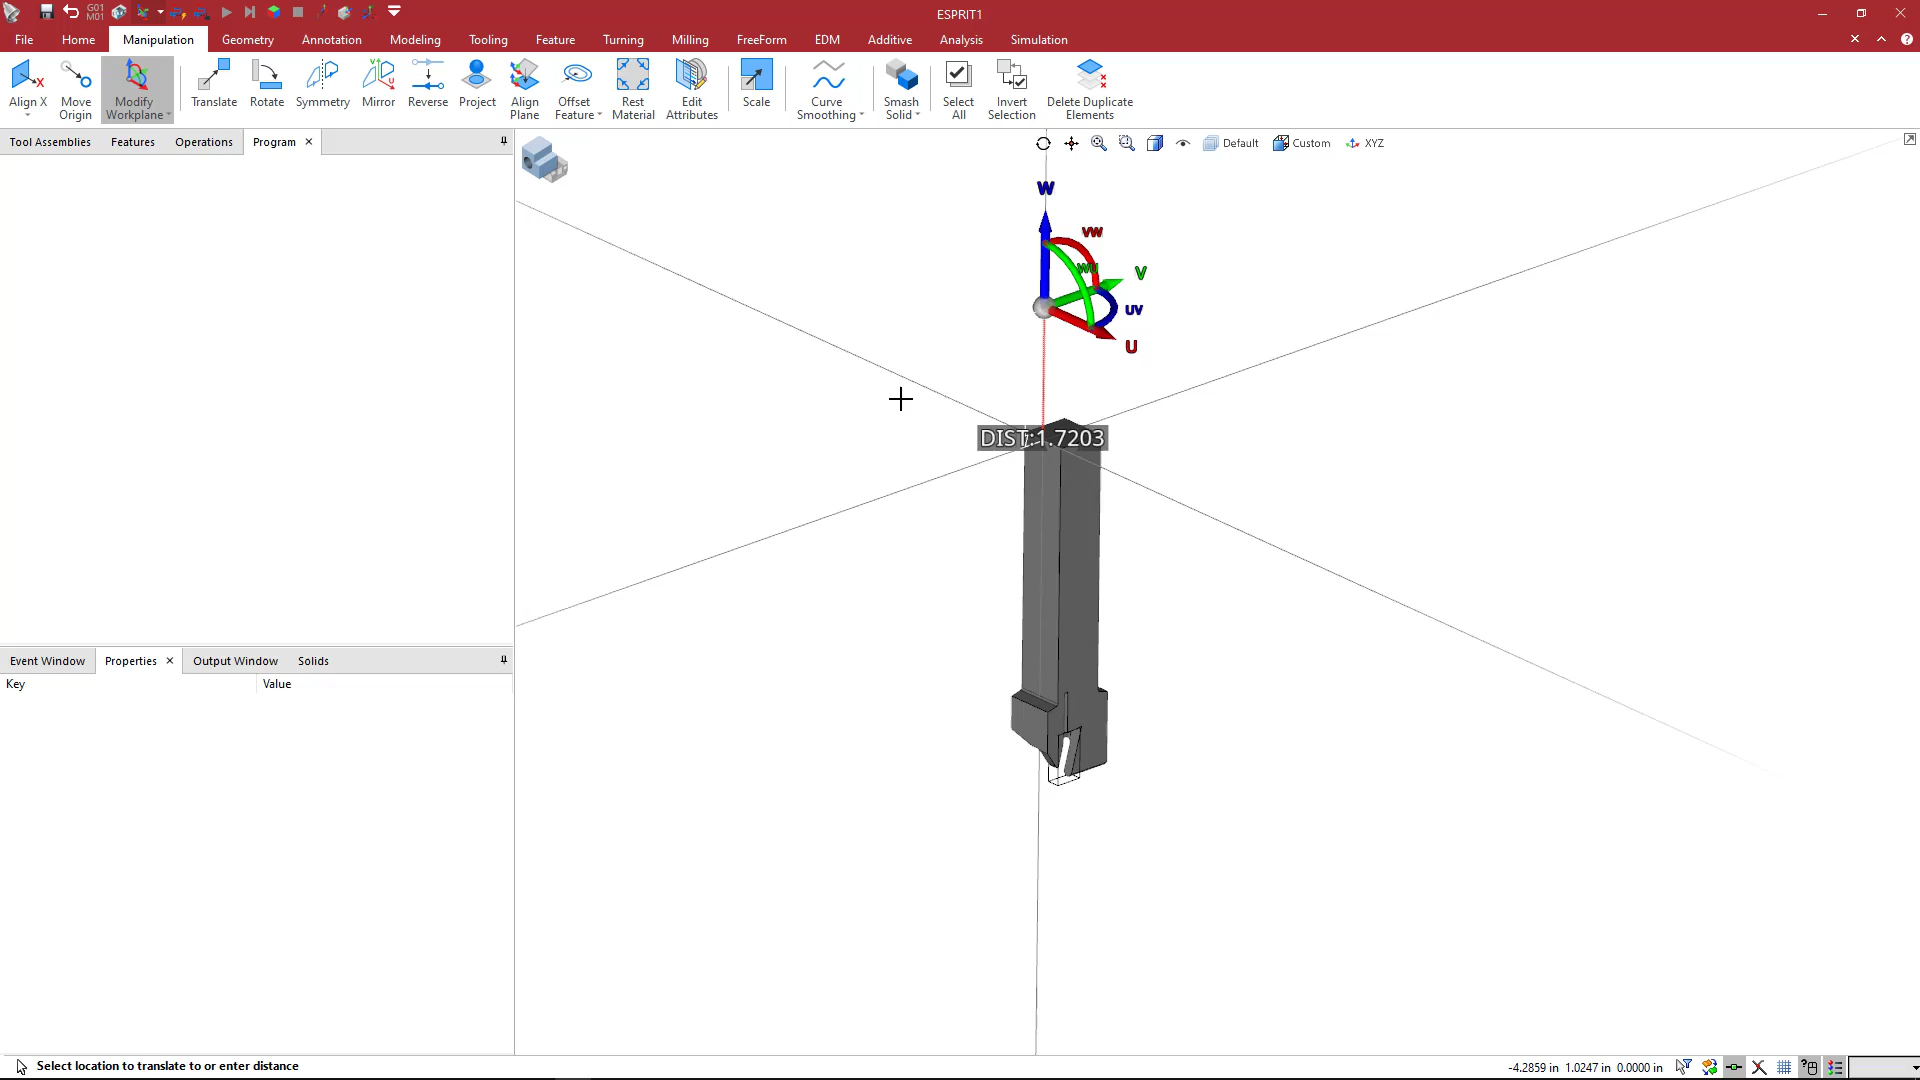 G01
M01
ESPRIT1
File Home Manipulation Geometry Annotation Modeling Tooling Feature Turning Milling FreeForm EDM Additive Analysis Simulation
Align X
Move Origin
Modify Workplane
Translate
Rotate
Symmetry
Mirror
Reverse
Project
Align Plane
Offset Feature
Rest Material
Edit Attributes
Scale
Curve Smoothing
Smash Solid
Select All
Invert Selection
Delete Duplicate Elements
Tool Assemblies Features Operations Program
Default Custom XYZ
W
VW
WU
V
UV
U
DIST:1.7203
Event Window Properties Output Window Solids
Key Value
Select location to translate to or enter distance
-4.2859 in 1.0247 in 0.0000 in